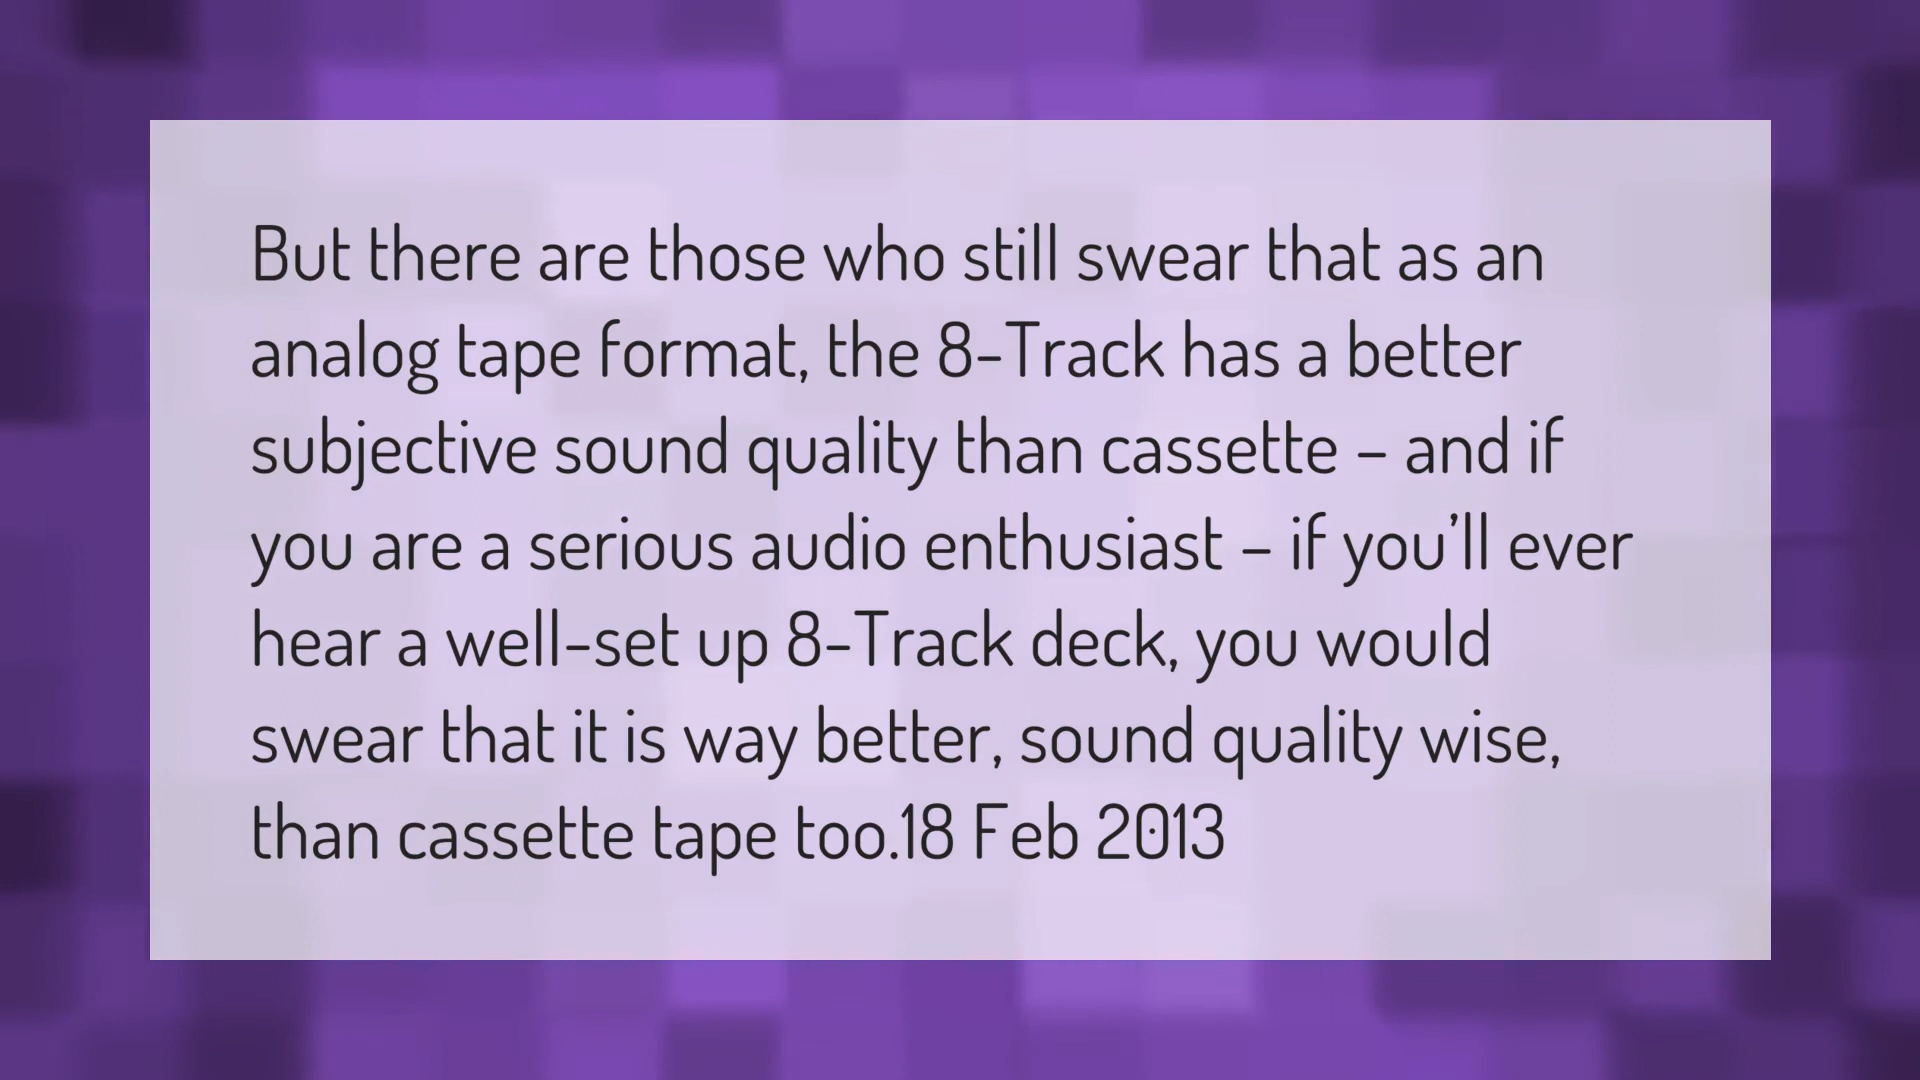 But there are those who still swear that as an
analog tape format, the 8-Track has a better
subjective sound quality than cassette – and if
you are a serious audio enthusiast – if you’ll ever
hear a well-set up 8-Track deck, you would
swear that it is way better, sound quality wise,
than cassette tape too.18 Feb 2013